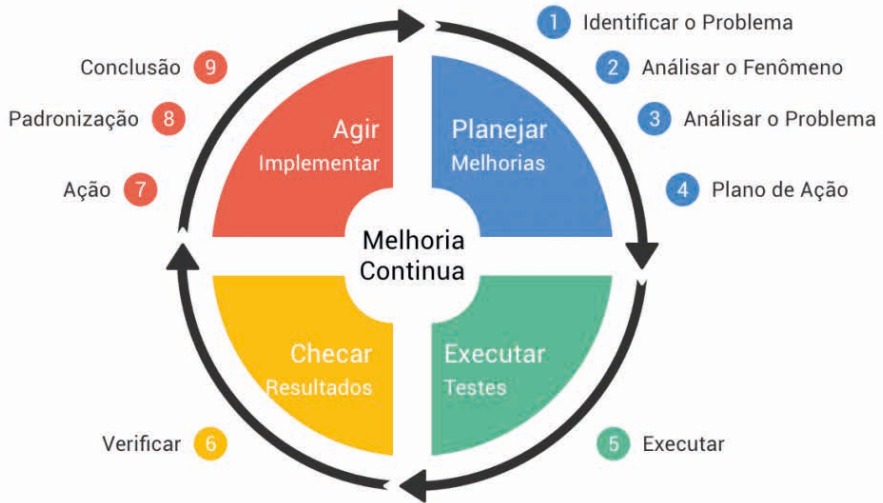 1 Identificar o Problema
2 Análisar o Fenômeno
3 Análisar o Problema
4 Plano de Ação
5 Executar
6 Verificar
7 Ação
8 Padronização
9 Conclusão
Planejar
Melhorias
Executar
Testes
Checar
Resultados
Agir
Implementar
Melhoria
Continua